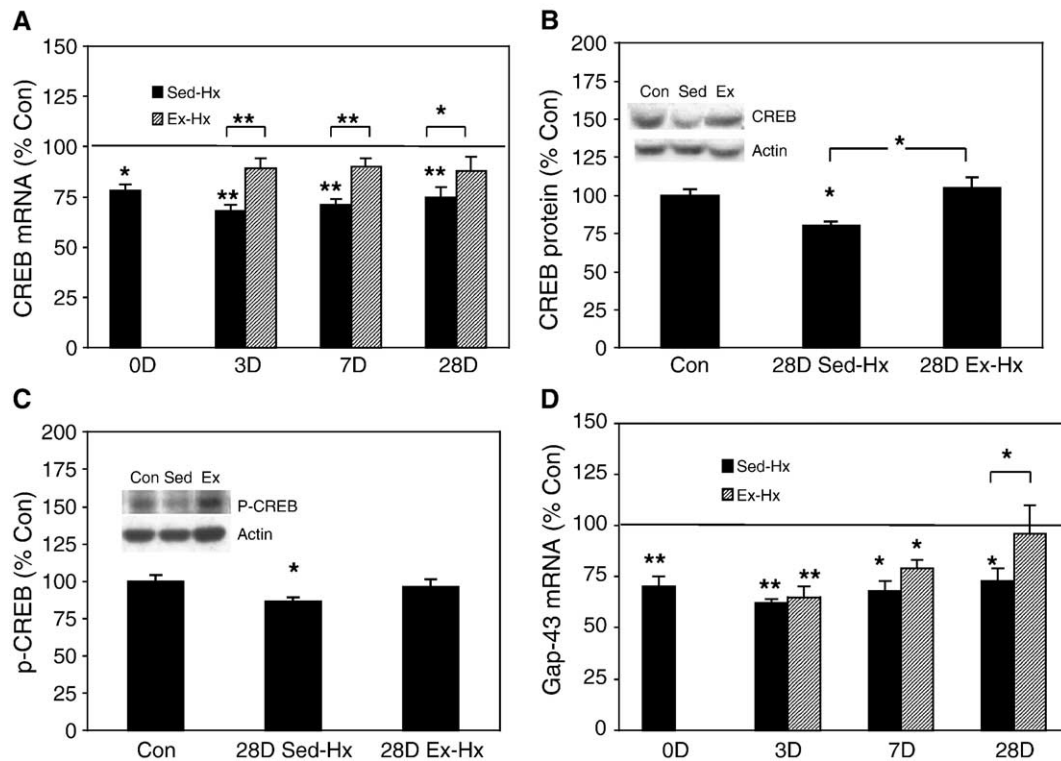 A
CREB mRNA (% Con)
150
125
100
75
50
25
0
Sed-Hx
Ex-Hx
*
**
**
**
**
*
**
0D 3D 7D 28D
B
CREB protein (% Con)
200
175
150
125
100
75
50
25
0
Con Sed Ex
CREB
Actin
*
*
Con 28D Sed-Hx 28D Ex-Hx
C
p-CREB (% Con)
200
175
150
125
100
75
50
25
0
Con Sed Ex
P-CREB
Actin
*
Con 28D Sed-Hx 28D Ex-Hx
D
Gap-43 mRNA (% Con)
150
125
100
75
50
25
0
Sed-Hx
Ex-Hx
*
**
**
**
*
*
*
0D 3D 7D 28D